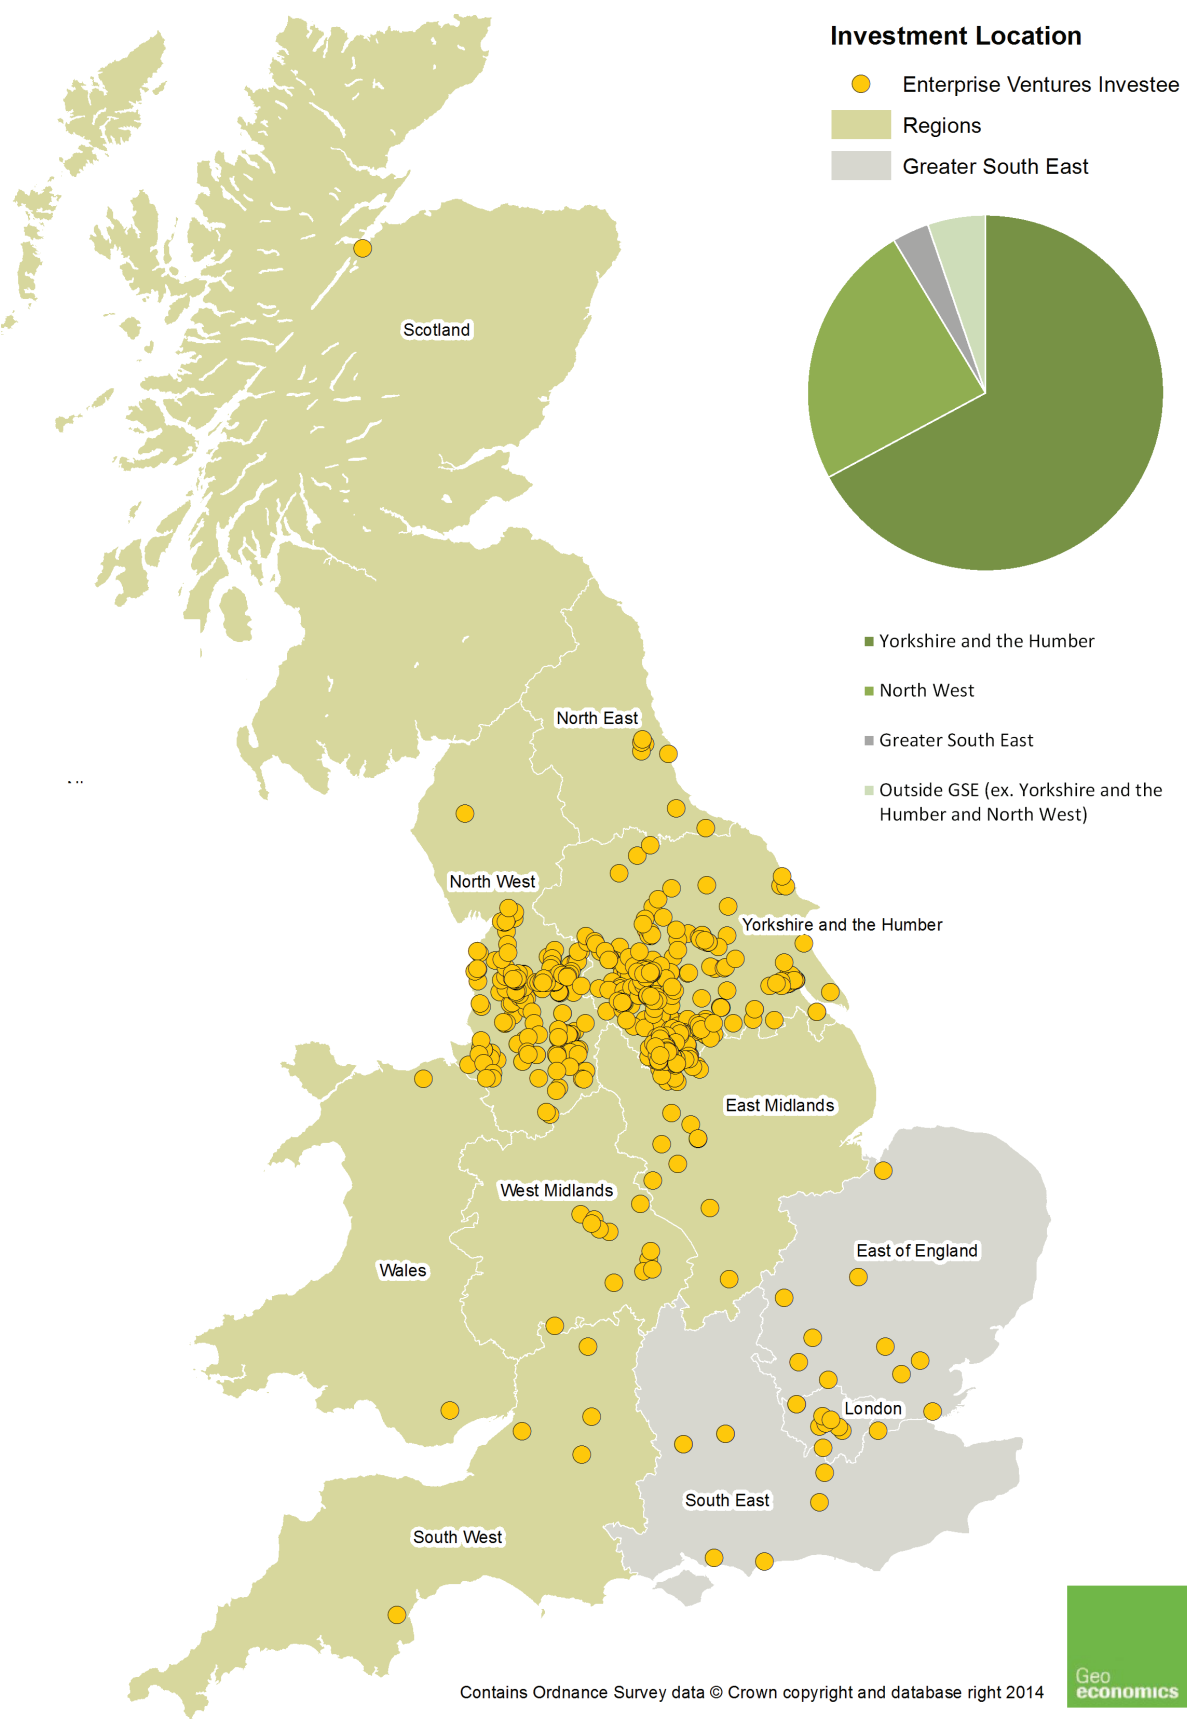 Investment Location
Enterprise Ventures Investee
Regions
Greater South East
Scotland
Yorkshire and the Humber
North West
Greater South East
Outside GSE (ex. Yorkshire and the
Humber and North West)
North East
North West
Yorkshire and the Humber
East Midlands
West Midlands
East of England
Wales
London
South East
South West
Contains Ordnance Survey data © Crown copyright and database right 2014
Geo
economics